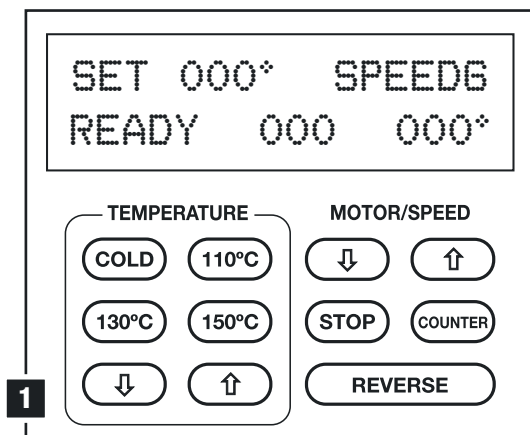 SET 000° SPEED6
READY 000 000°
TEMPERATURE MOTOR/SPEED
COLD 110ºC ⇩ ⇧
130ºC 150ºC STOP COUNTER
⇩ ⇧ REVERSE
1